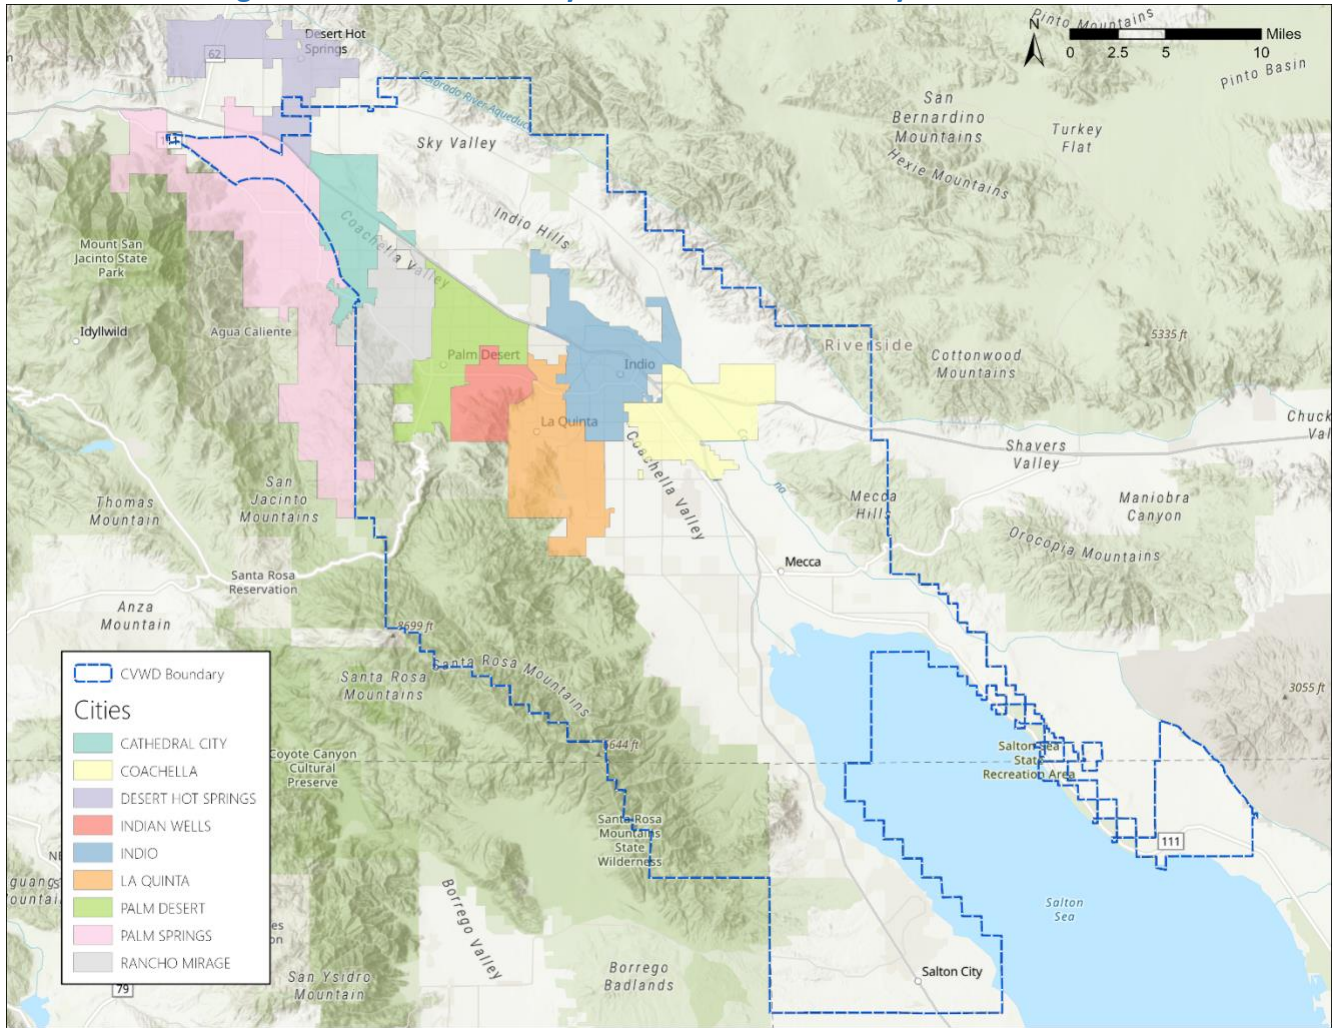 Pinto Mountains
N
Miles
0 2.5 5 10
Pinto Basin
Desert Hot
Springs
62
Colorado River Aqueduct
San
Bernardino
Mountains
Turkey
Flat
Hexie Mountains
Sky Valley
Indio Hills
Coachella Valley
Mount San
Jacinto State
Park
Idyllwild
Agua Caliente
Palm Desert
Indio
La Quinta
Riverside
5335 ft
Cottonwood
Mountains
Coachella Valley
Shavers
Valley
Chuck
Val
San
Jacinto
Mountains
Thomas
Mountain
Mecca
Hills
Maniobra
Canyon
Orocopia Mountains
na
Mecca
Santa Rosa
Reservation
Anza
Mountain
8699 ft
Santa Rosa Mountains
Santa Rosa
Mountains
3055 ft
CVWD Boundary
Cities
CATHEDRAL CITY
COACHELLA
DESERT HOT SPRINGS
INDIAN WELLS
INDIO
LA QUINTA
PALM DESERT
PALM SPRINGS
RANCHO MIRAGE
Coyote Canyon
Cultural
Preserve
644 ft
Salton Sea
State
Recreation Area
Santa Rosa
Mountains
State
Wilderness
111
Salton
Sea
Borrego Valley
Borrego
Badlands
Salton City
San Ysidro
Mountain
79